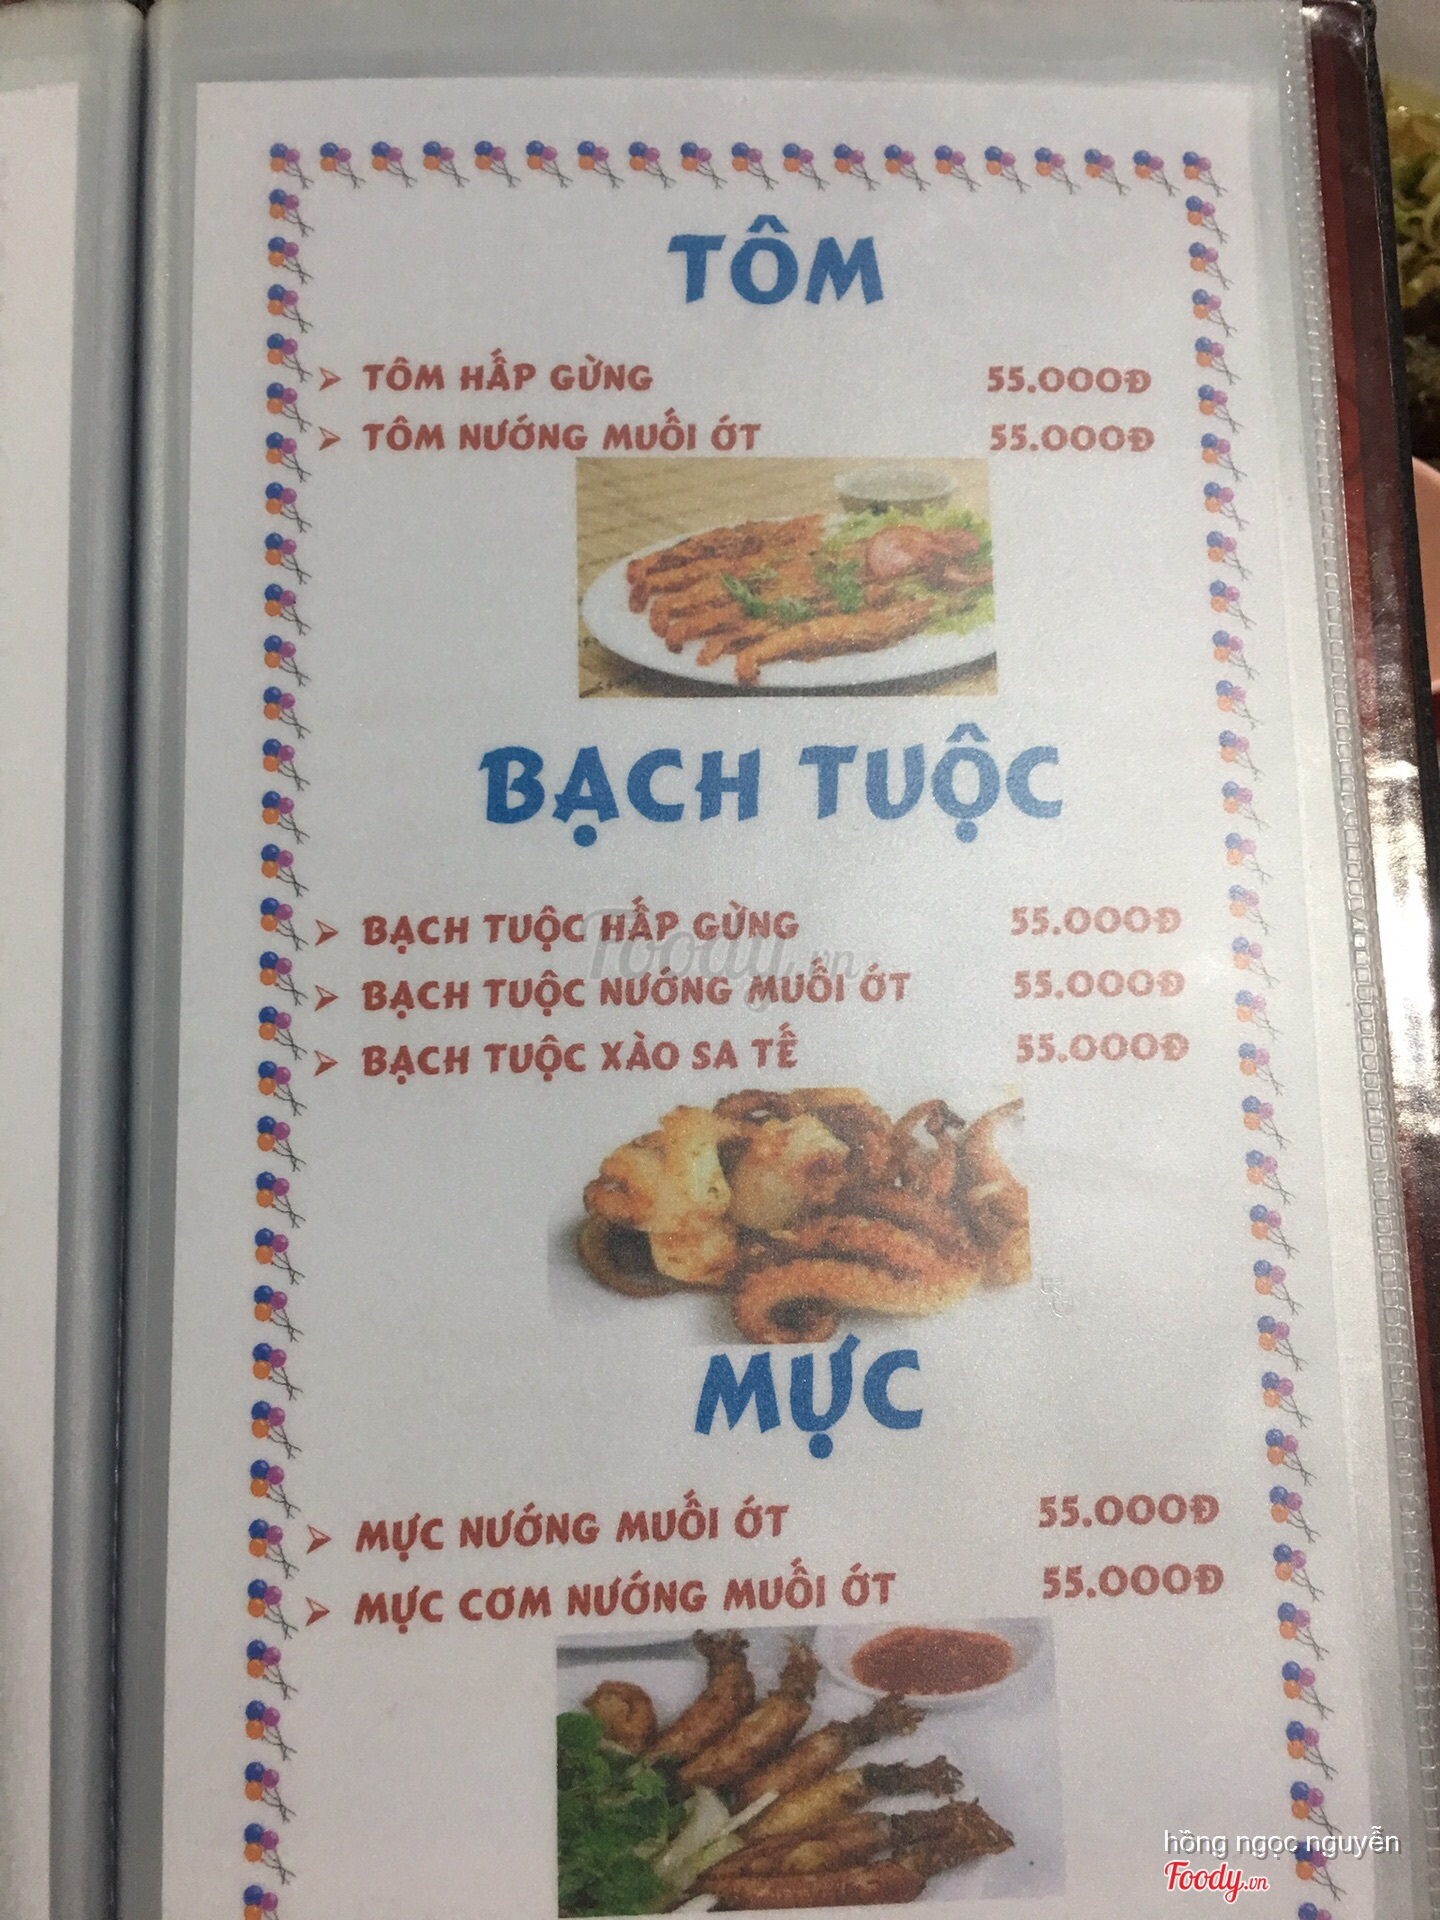 TÔM
TÔM HẤP GỪNG 55.000Đ
TÔM NƯỚNG MUỐI ỚT 55.000Đ
BẠCH TUỘC
BẠCH TUỘC HẤP GỪNG 55.000Đ
BẠCH TUỘC NƯỚNG MUỐI ỚT 55.000Đ
BẠCH TUỘC XÀO SA TẾ 55.000Đ
Foody.vn
MỰC
MỰC NƯỚNG MUỐI ỚT 55.000Đ
MỰC CƠM NƯỚNG MUỐI ỚT 55.000Đ
hồng ngọc nguyễn
Foody.vn